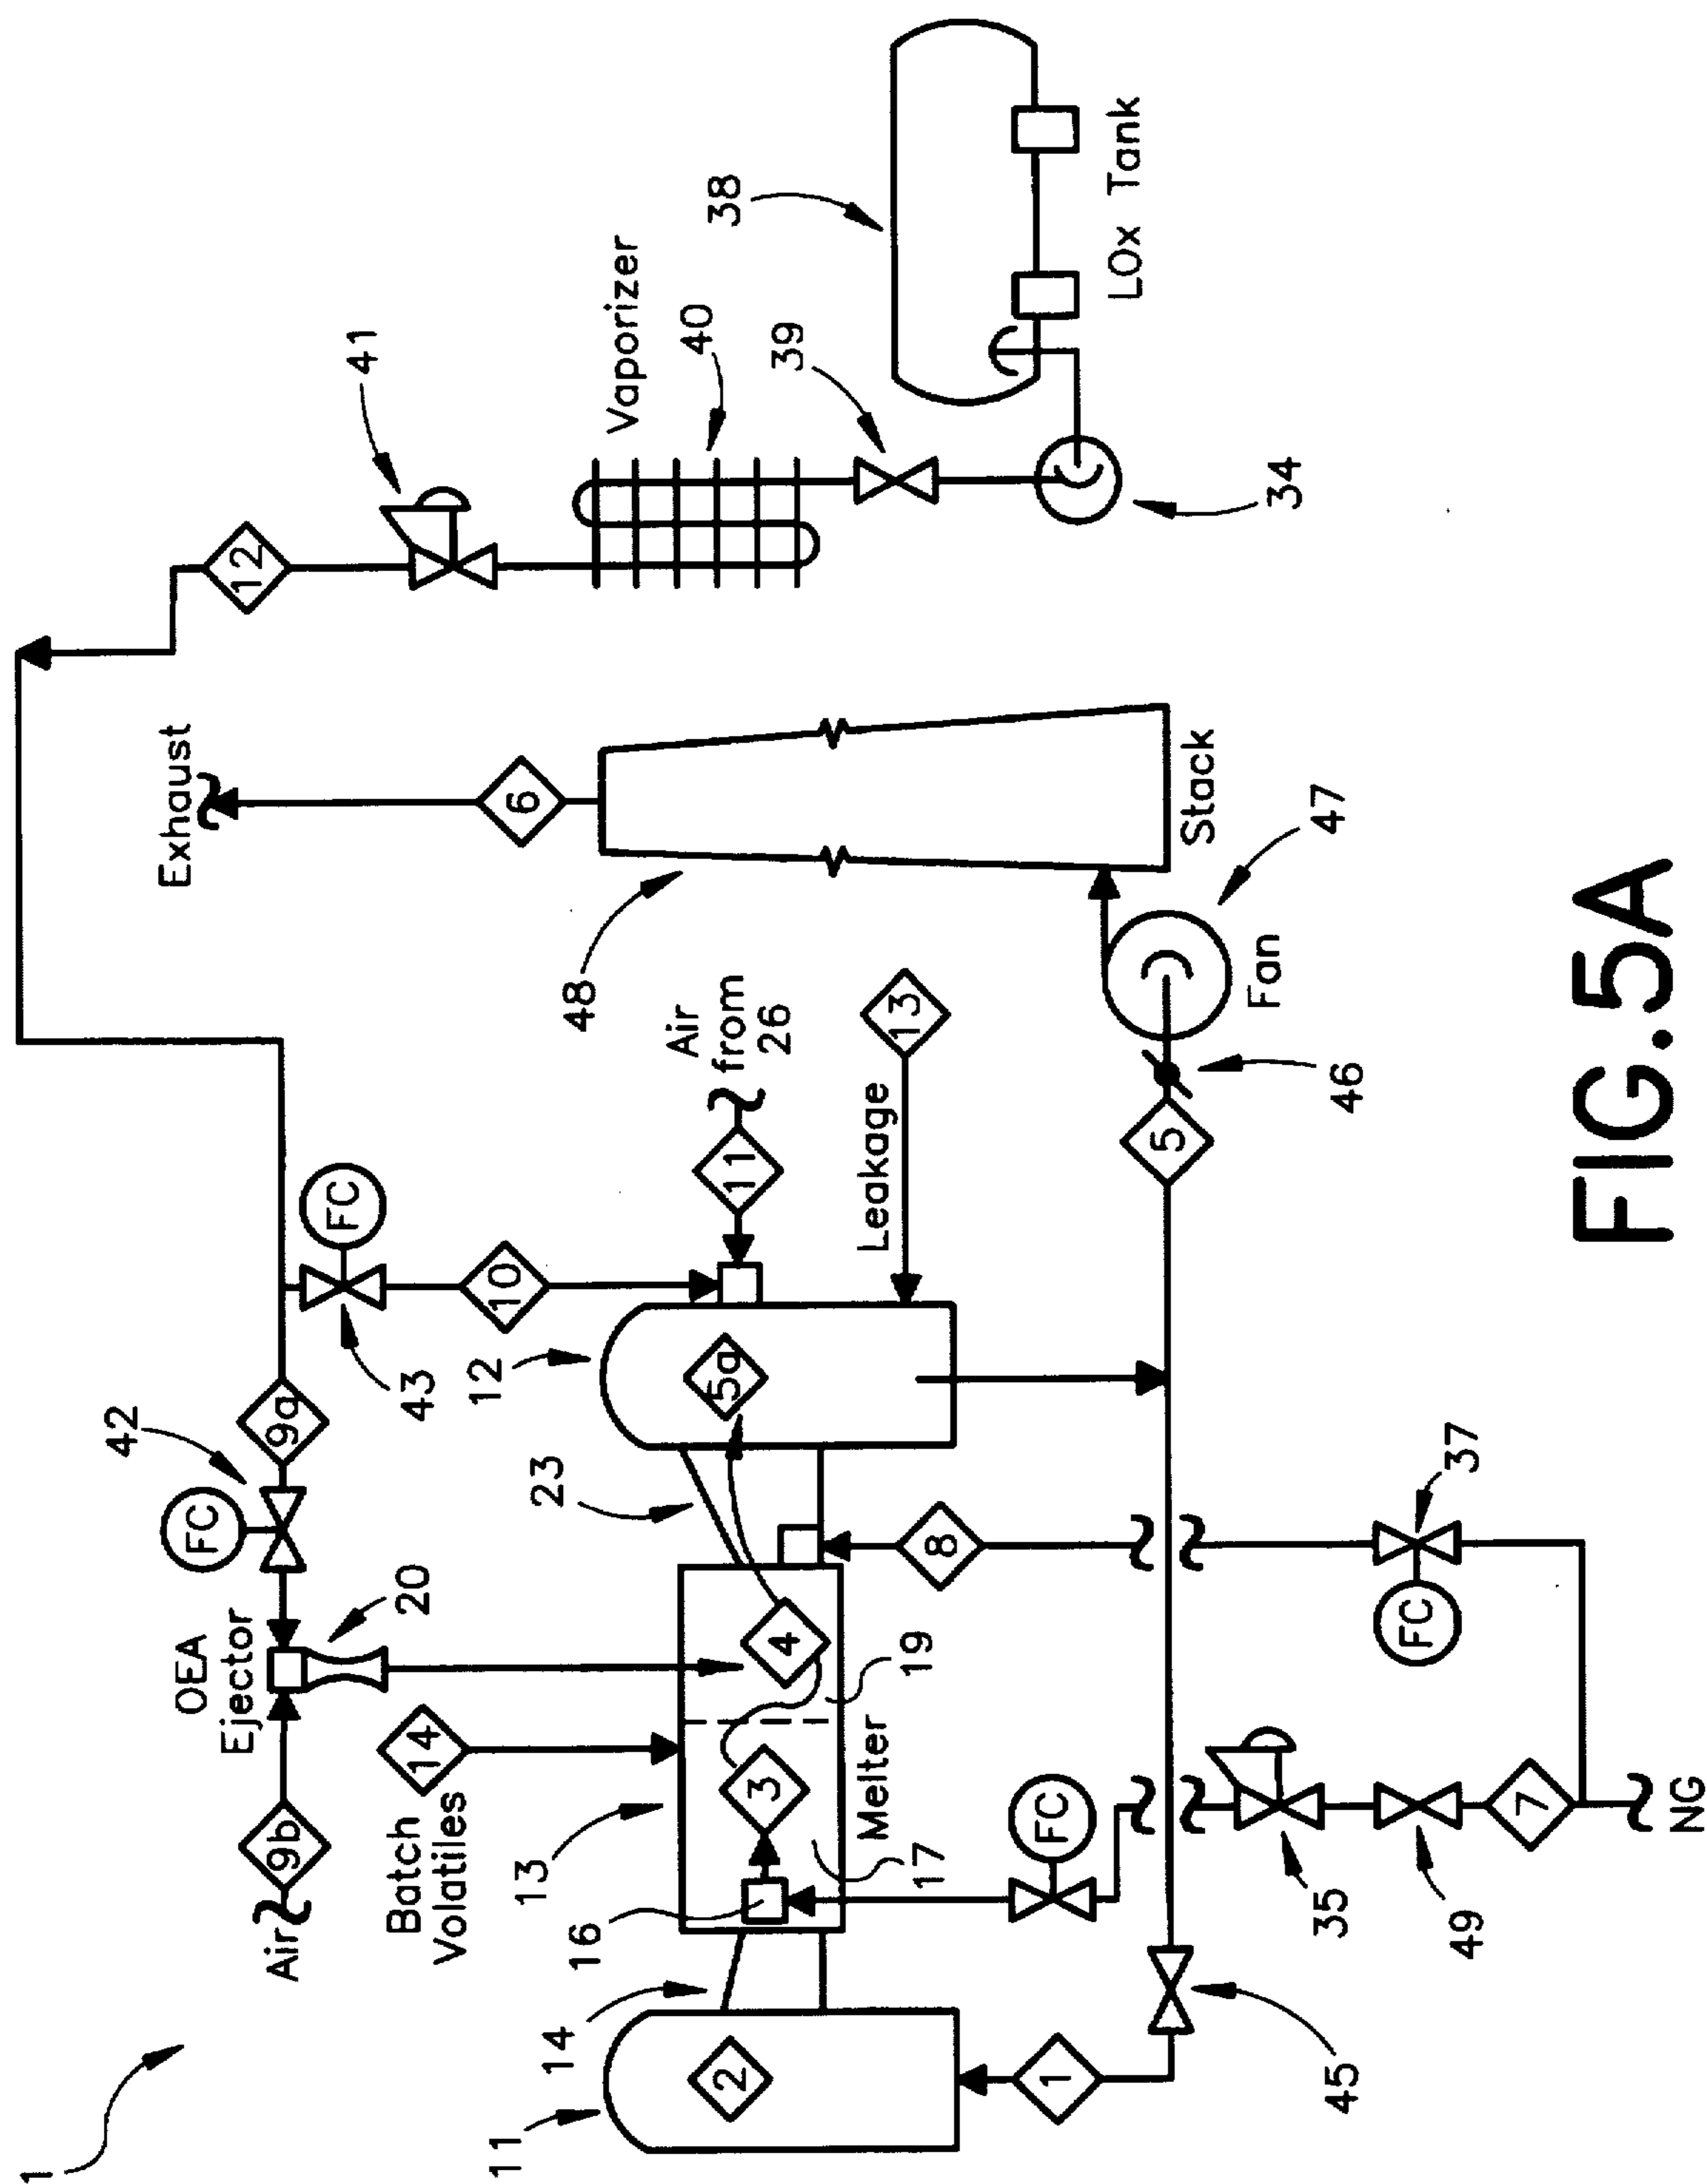 1
Exhaust
12
41
Vaporizer
40
38
LOx Tank
39
34
6
48
Stack
47
Fan
46
5
Air
from
26
11
13
Leakage
FC
43
10
42
9a
FC
OEA
Ejector
20
9b
Air
14
Batch
Volatiles
12
5a
23
8
4
19
3
13
Melter
17
16
14
2
11
1
45
FC
37
FC
35
49
7
NG
FIG.5A